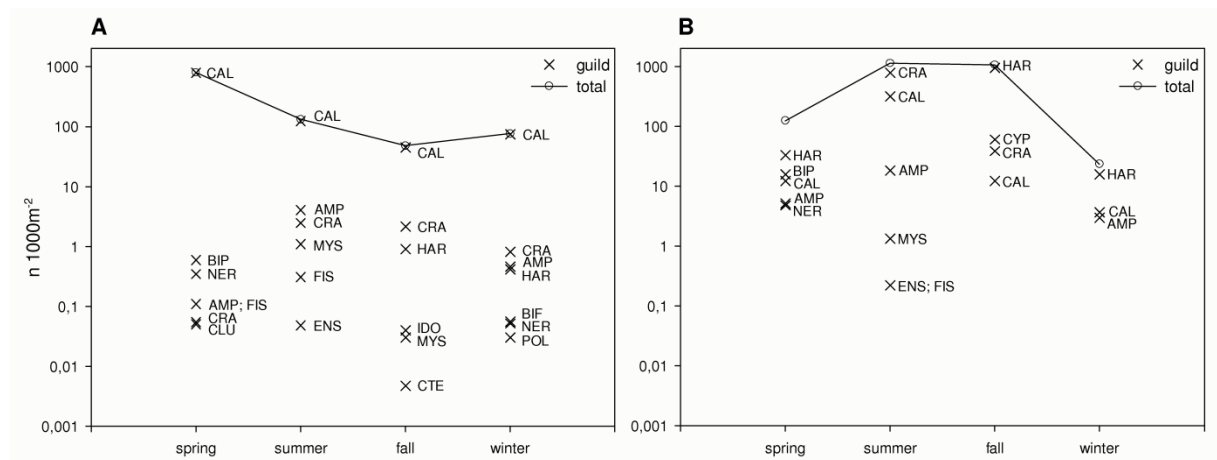 A
B
n 1000m-2
1000
100
10
1
0,1
0,01
0,001
guild
total
CAL
BIP
NER
AMP; FIS
CRA
CLU
CAL
AMP
CRA
MYS
FIS
ENS
CAL
CRA
HAR
IDO
MYS
CTE
CAL
CRA
AMP
HAR
BIF
NER
POL
spring
summer
fall
winter
1000
100
10
1
0,1
0,01
0,001
guild
total
HAR
BIP
CAL
AMP
NER
CRA
CAL
AMP
MYS
ENS; FIS
HAR
CYP
CRA
CAL
HAR
CAL
AMP
spring
summer
fall
winter